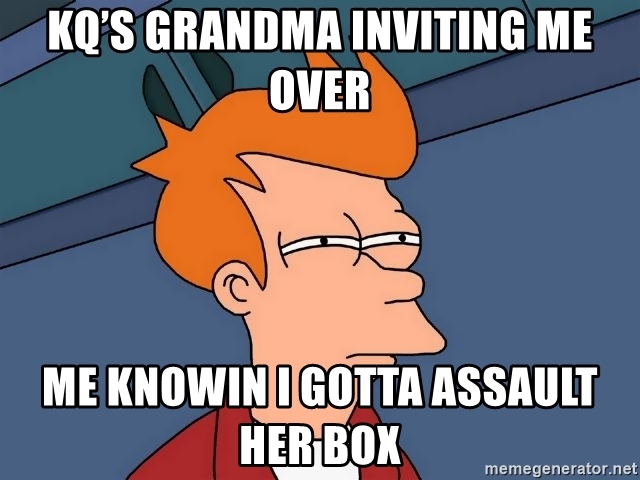 KQ’S GRANDMA INVITING ME
OVER
ME KNOWIN I GOTTA ASSAULT
HER BOX
memegenerator.net